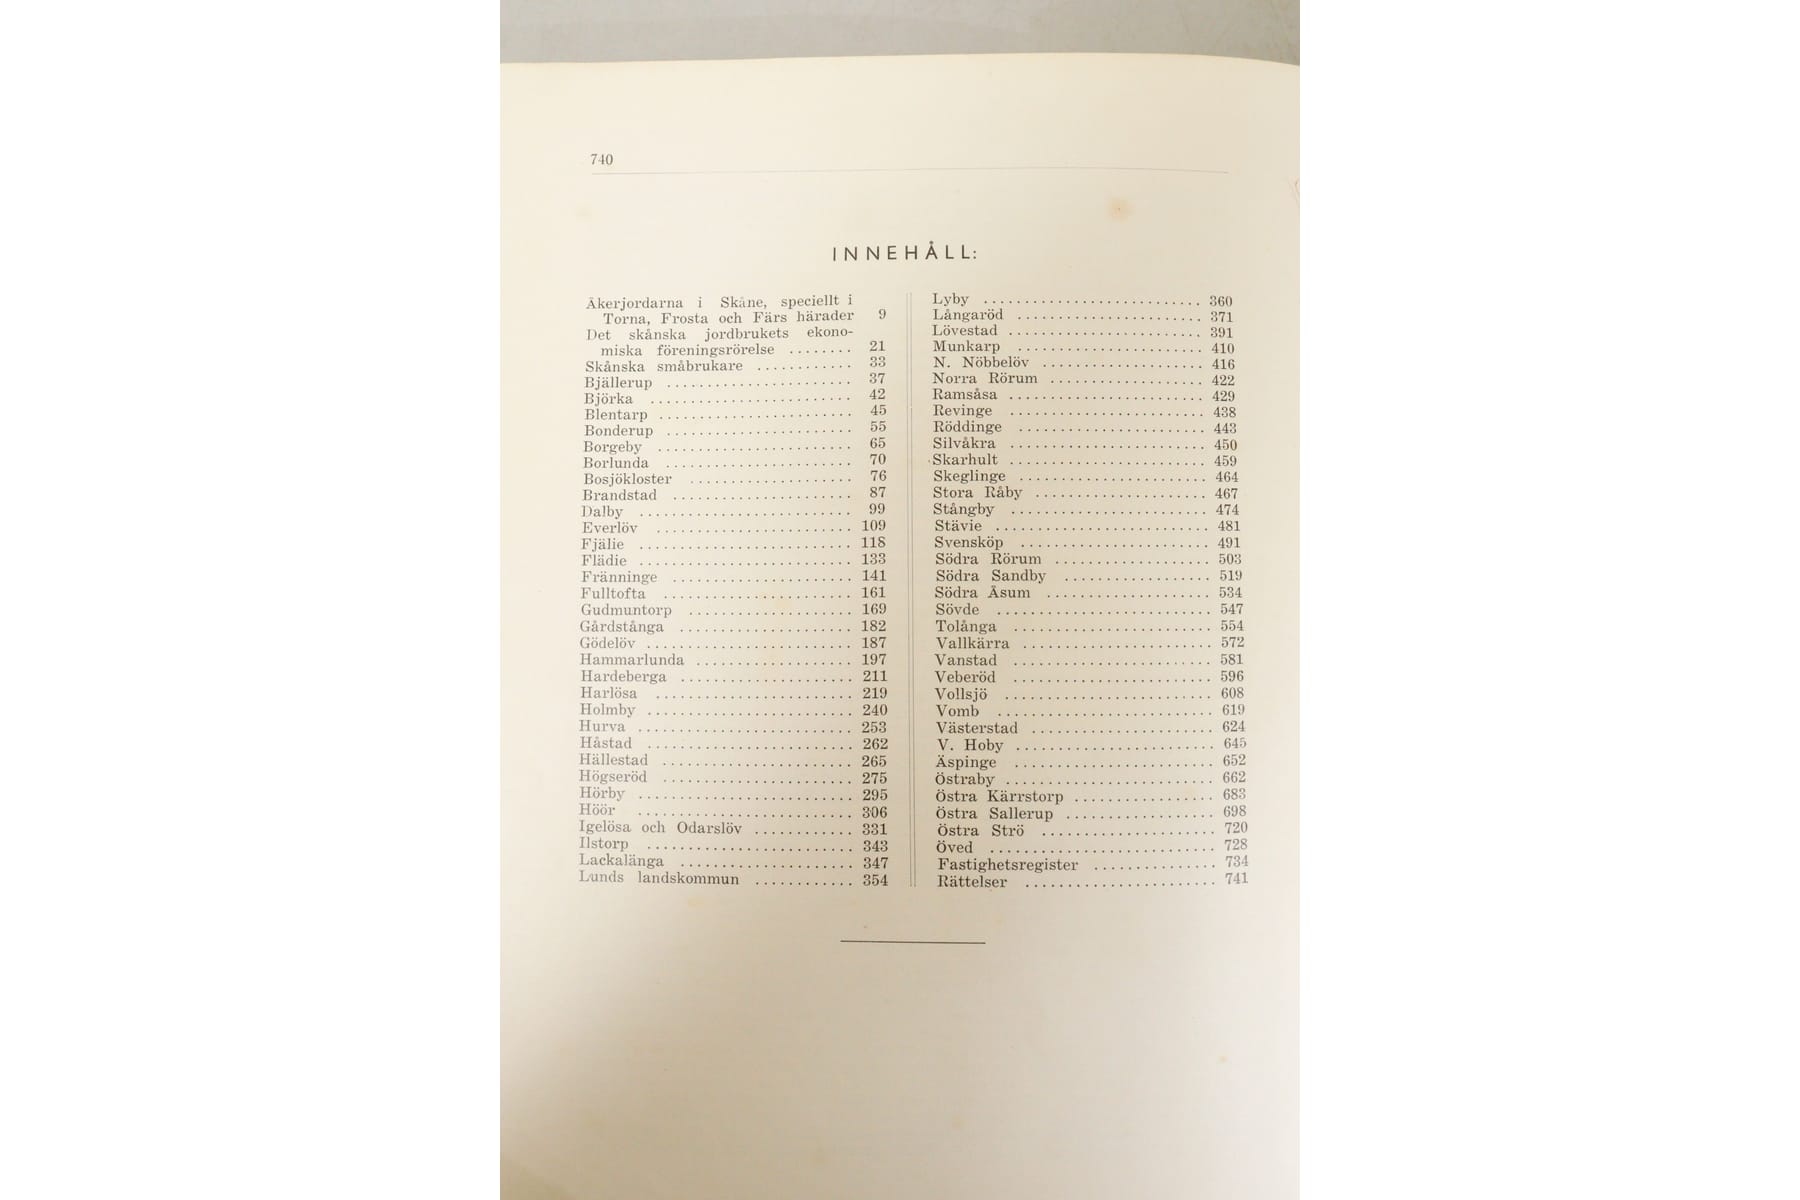 740
INNEHÅLL:
Åkerjordarna i Skåne, speciellt i
Torna, Frosta och Färs härader 9
Det skånska jordbrukets ekono-
miska föreningsrörelse ........ 21
Skånska småbrukare ............ 33
Bjällerup ....................... 37
Björka ......................... 42
Blentarp ........................ 45
Bonderup ....................... 55
Borgeby ........................ 65
Borlunda ....................... 70
Bosjökloster .................... 76
Brandstad ...................... 87
Dalby .......................... 99
Everlöv ........................ 109
Fjälie .......................... 118
Flädie .......................... 133
Fränninge ...................... 141
Fulltofta ....................... 161
Gudmuntorp .................... 169
Gårdstånga ..................... 182
Gödelöv ......................... 187
Hammarlunda ................... 197
Hardeberga ..................... 211
Harlösa ........................ 219
Holmby ......................... 240
Hurva .......................... 253
Håstad ......................... 262
Hällestad ....................... 265
Högseröd ....................... 275
Hörby .......................... 295
Höör .......................... 306
Igelösa och Odarslöv ............ 331
Ilstorp ......................... 343
Lackalänga ..................... 347
Lunds landskommun ............ 354
Lyby ........................... 360
Långaröd ....................... 371
Lövestad ........................ 391
Munkarp ....................... 410
N. Nöbbelöv .................... 416
Norra Rörum ................... 422
Ramsåsa ........................ 429
Revinge ........................ 438
Röddinge ....................... 443
Silvåkra ........................ 450
Skarhult ........................ 459
Skeglinge ....................... 464
Stora Råby ..................... 467
Stångby ........................ 474
Stävie .......................... 481
Svensköp ....................... 491
Södra Rörum ................... 503
Södra Sandby .................. 519
Södra Åsum .................... 534
Sövde .......................... 547
Tolånga ........................ 554
Vallkärra ....................... 572
Vanstad ........................ 581
Veberöd ........................ 596
Vollsjö ......................... 608
Vomb .......................... 619
Västerstad ...................... 624
V. Hoby ........................ 645
Äspinge ........................ 652
Östraby ......................... 662
Östra Kärrstorp ................. 683
Östra Sallerup .................. 698
Östra Strö ..................... 720
Öved ........................... 728
Fastighetsregister ............... 734
Rättelser ....................... 741